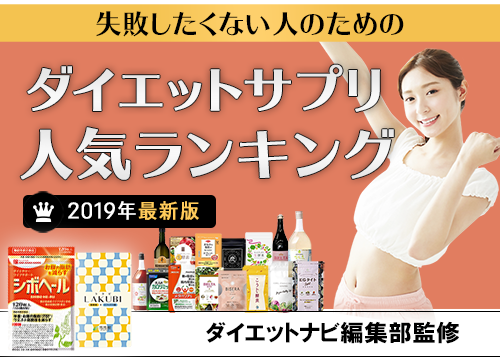 失敗したくない人のための
ダイエットサプリ
人気ランキング
2019年最新版
シボヘール
LAKUBI
ダイエットナビ編集部監修